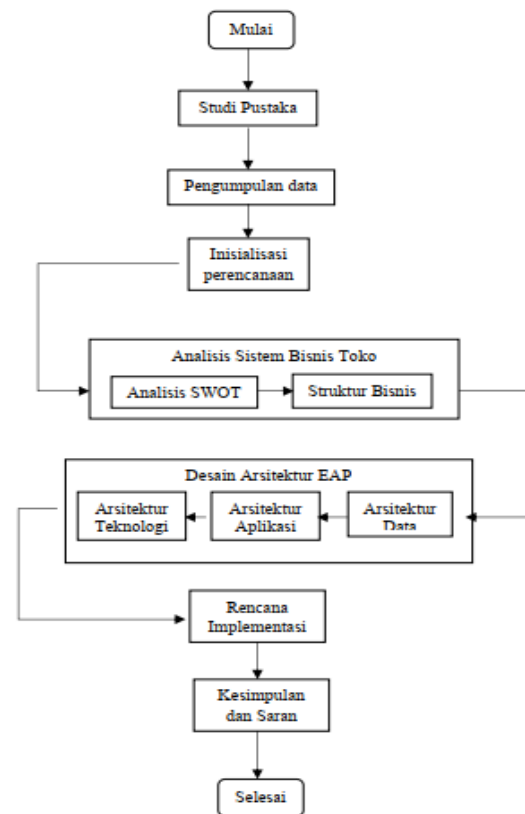 Mulai
Studi Pustaka
Pengumpulan data
Inisialisasi
perencanaan
Analisis Sistem Bisnis Toko
Analisis SWOT
Struktur Bisnis
Desain Arsitektur EAP
Arsitektur
Teknologi
Arsitektur
Aplikasi
Arsitektur
Data
Rencana
Implementasi
Kesimpulan
dan Saran
Selesai